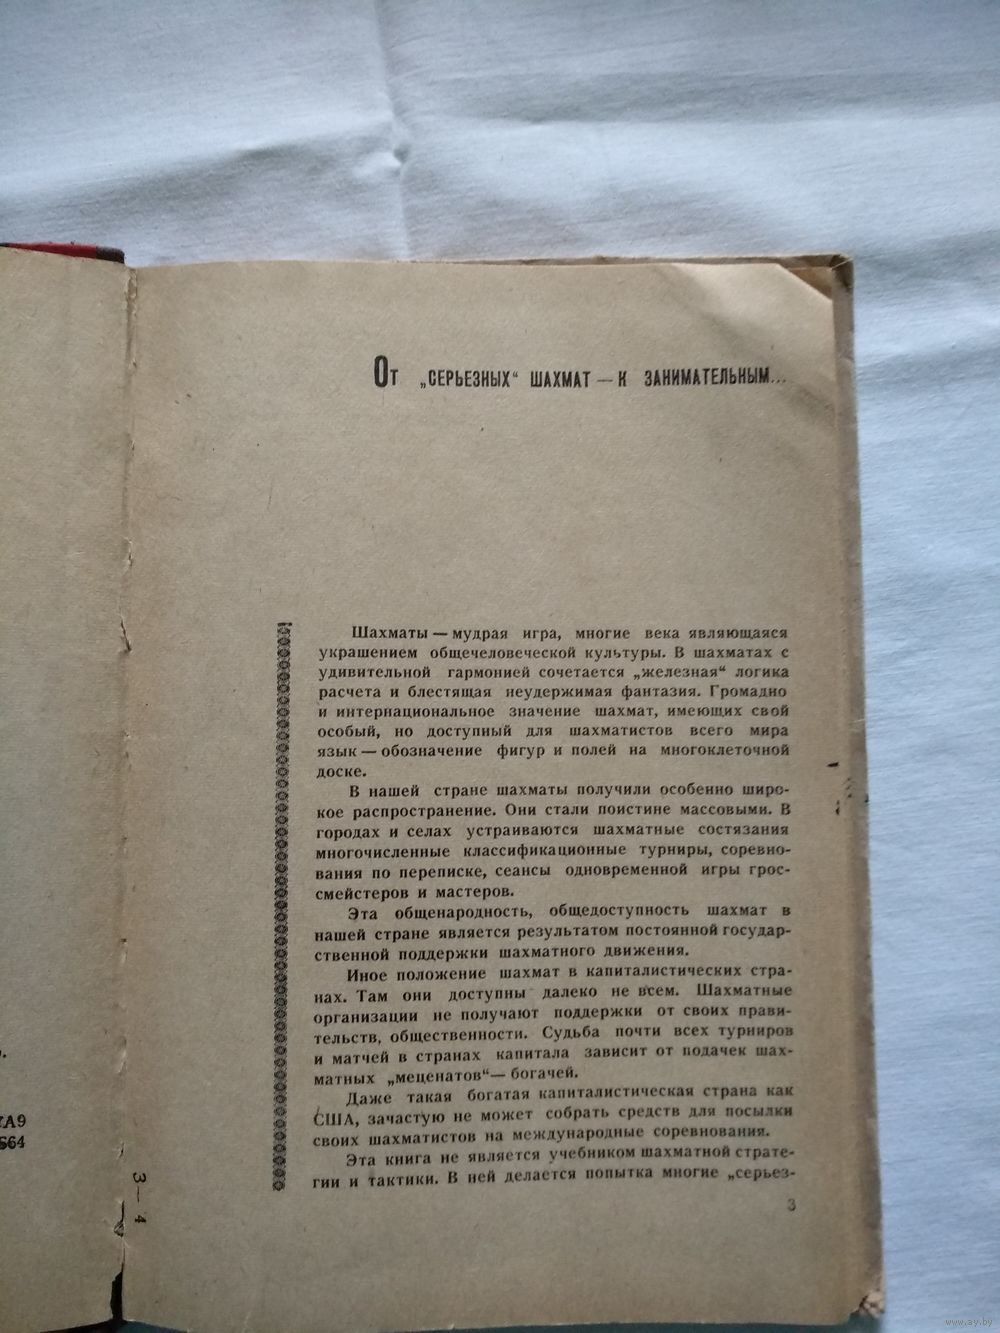 От „СЕРЬЕЗНЫХ“ ШАХМАТ — К ЗАНИМАТЕЛЬНЫМ...
Шахматы — мудрая игра, многие века являющаяся
украшением общечеловеческой культуры. В шахматах с
удивительной гармонией сочетается „железная“ логика
расчета и блестящая неудержимая фантазия. Громадно
и интернациональное значение шахмат, имеющих свой
особый, но доступный для шахматистов всего мира
язык — обозначение фигур и полей на многоклеточной
доске.
В нашей стране шахматы получили особенно широ-
кое распространение. Они стали поистине массовыми. В
городах и селах устраиваются шахматные состязания
многочисленные классификационные турниры, соревно-
вания по переписке, сеансы одновременной игры грос-
смейстеров и мастеров.
Эта общенародность, общедоступность шахмат в
нашей стране является результатом постоянной государ-
ственной поддержки шахматного движения.
Иное положение шахмат в капиталистических стра-
нах. Там они доступны далеко не всем. Шахматные
организации не получают поддержки от своих прави-
тельств, общественности. Судьба почти всех турниров
и матчей в странах капитала зависит от подачек шах-
матных „меценатов“— богачей.
Даже такая богатая капиталистическая страна как
США, зачастую не может собрать средств для посылки
своих шахматистов на международные соревнования.
Эта книга не является учебником шахматной страте-
гии и тактики. В ней делается попытка многие „серьез-
3
7А9
564
3—4
www.ay.by